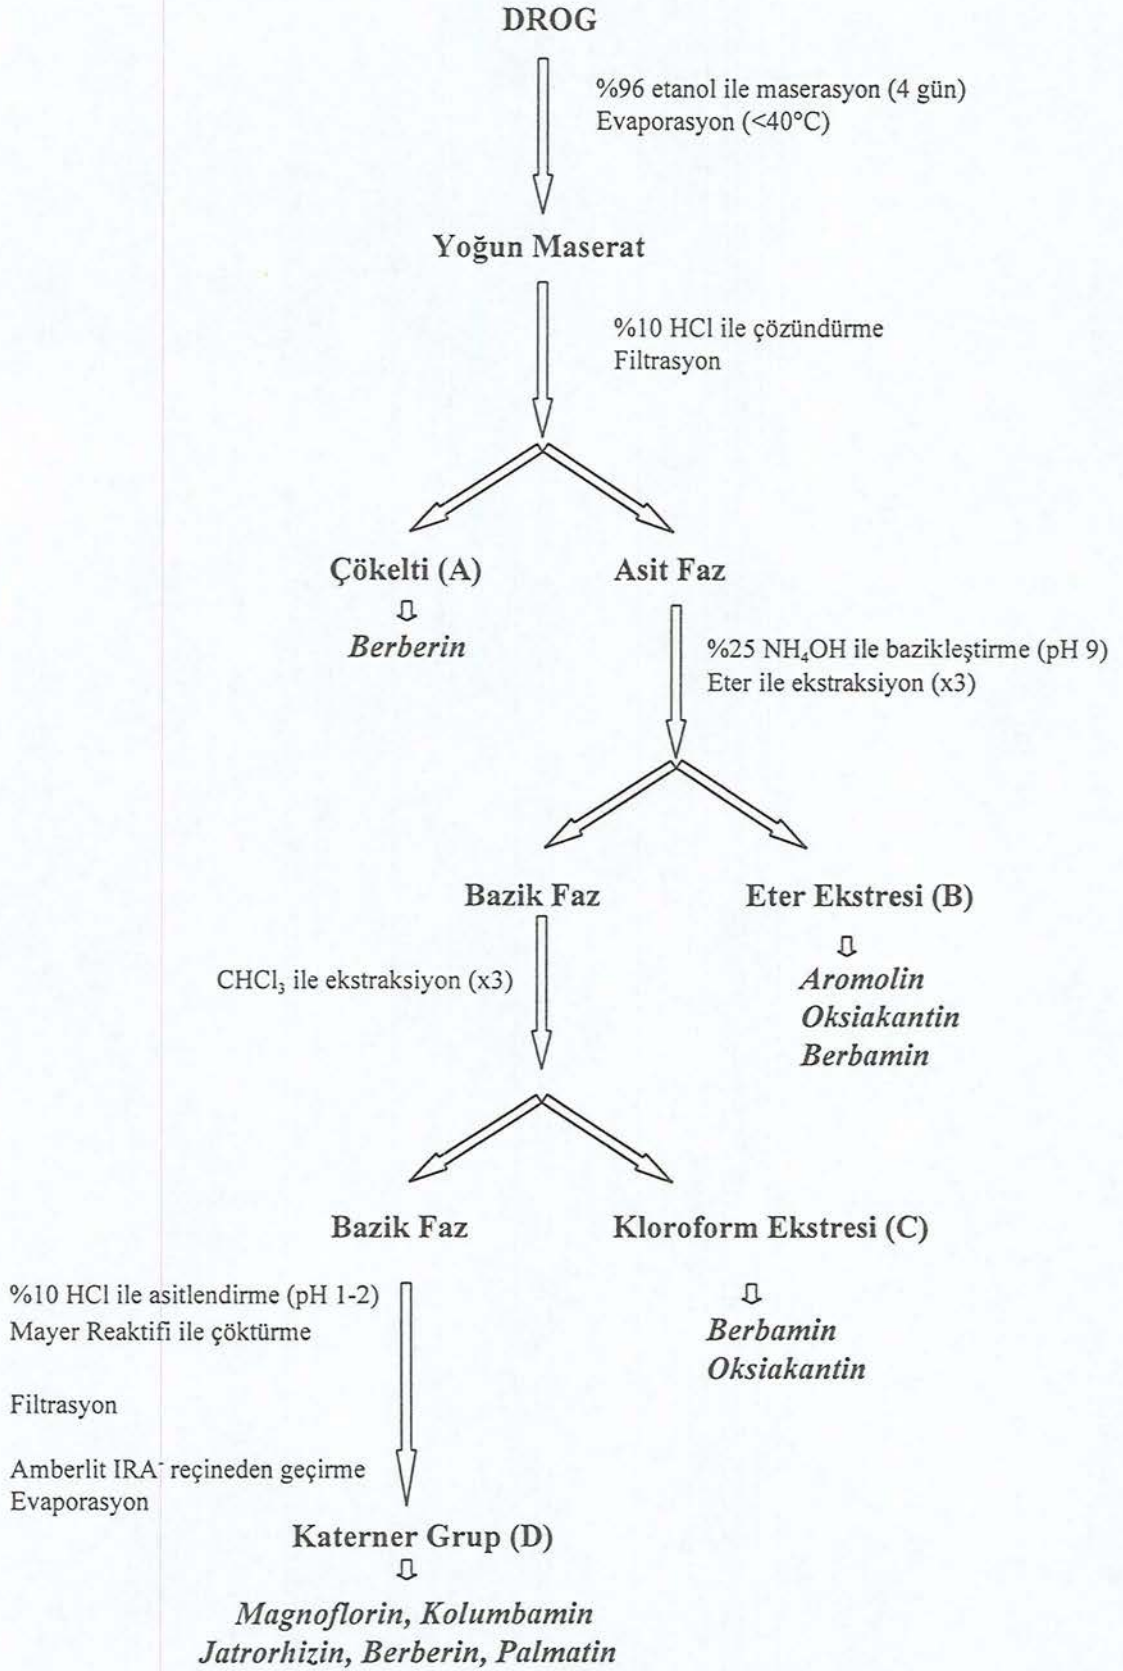 DROG
%96 etanol ile maserasyon (4 gün)
Evaporasyon (<40°C)
Yoğun Maserat
%10 HCl ile çözündürme
Filtrasyon
Çökelti (A)
Asit Faz
Berberin
%25 NH₄OH ile bazikleştirme (pH 9)
Eter ile ekstraksiyon (x3)
Bazik Faz
Eter Ekstresi (B)
CHCl₃ ile ekstraksiyon (x3)
Aromolin
Oksiakantin
Berbamin
Bazik Faz
Kloroform Ekstresi (C)
%10 HCl ile asitlendirme (pH 1-2)
Mayer Reaktifi ile çöktürme
Berbamin
Oksiakantin
Filtrasyon
Amberlit IRA⁻ reçineden geçirme
Evaporasyon
Katerner Grup (D)
Magnoflorin, Kolumbamin
Jatrorhizin, Berberin, Palmatin